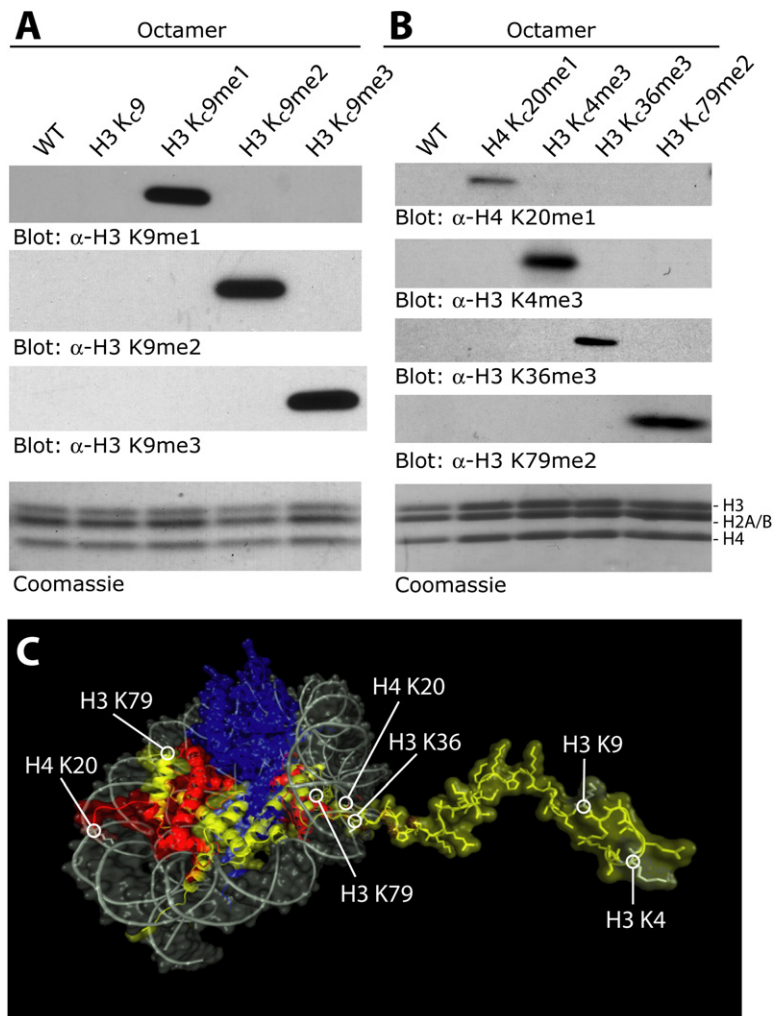 A
Octamer
WT
H3 Kc9
H3 Kc9me1
H3 Kc9me2
H3 Kc9me3
Blot: α-H3 K9me1
Blot: α-H3 K9me2
Blot: α-H3 K9me3
Coomassie
B
Octamer
WT
H4 Kc20me1
H3 Kc4me3
H3 Kc36me3
H3 Kc79me2
Blot: α-H4 K20me1
Blot: α-H3 K4me3
Blot: α-H3 K36me3
Blot: α-H3 K79me2
- H3
- H2A/B
- H4
Coomassie
C
H3 K79
H4 K20
H4 K20
H3 K36
H3 K9
H3 K79
H3 K4